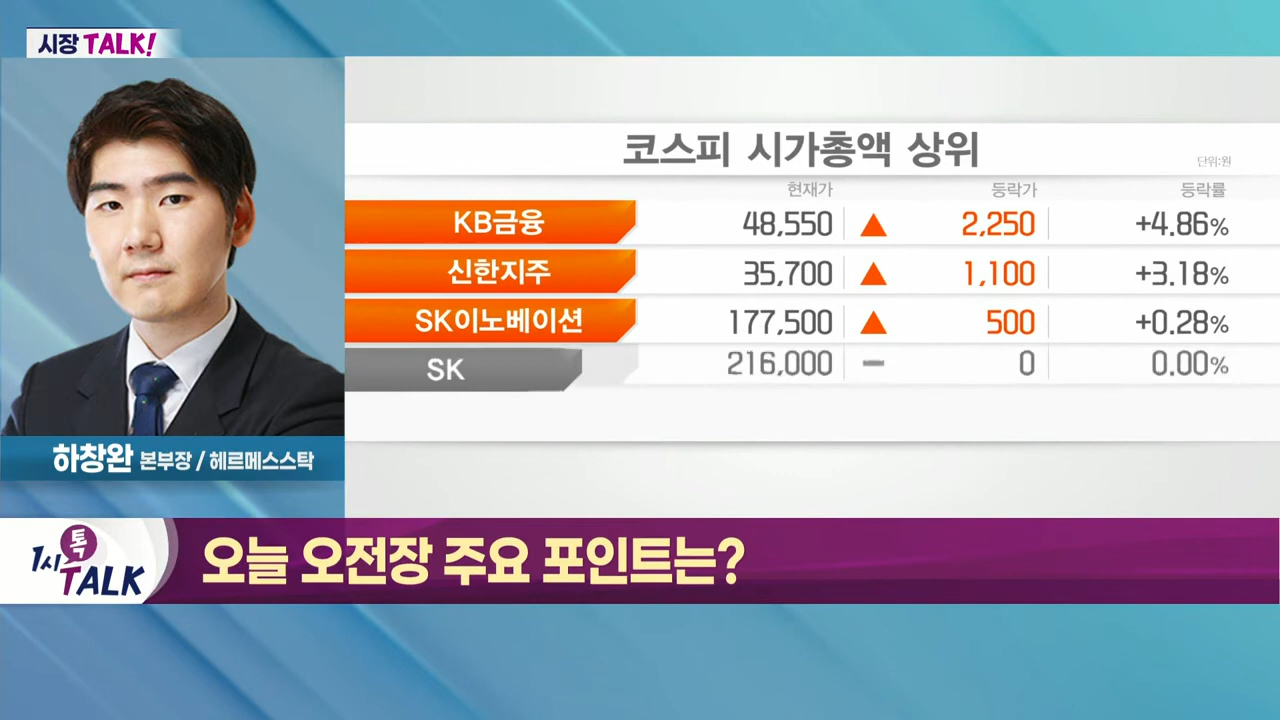 시장 TALK!
코스피 시가총액 상위
단위:원
현재가 등락가 등락률
KB금융 48,550 ▲ 2,250 +4.86%
신한지주 35,700 ▲ 1,100 +3.18%
SK이노베이션 177,500 ▲ 500 +0.28%
SK 216,000 - 0 0.00%
하창완 본부장 / 헤르메스스탁
1시 톡 TALK
오늘 오전장 주요 포인트는?